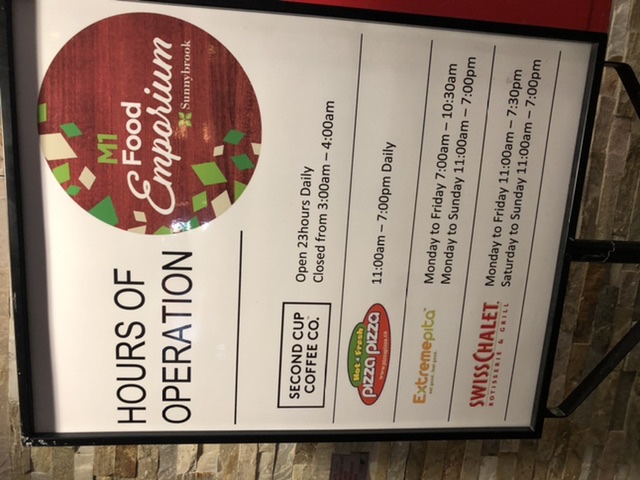 HOURS OF
OPERATION
M1
Food
Emporium
Sunnybrook
SECOND CUP
COFFEE CO.™
Open 23hours Daily
Closed from 3:00am – 4:00am
Hot • Fresh
pizza pizza
11:00am – 7:00pm Daily
Extremepita™
Monday to Friday 7:00am – 10:30am
Monday to Sunday 11:00am – 7:00pm
SWISS CHALET
ROTISSERIE & GRILL
Monday to Friday 11:00am – 7:30pm
Saturday to Sunday 11:00am – 7:00pm